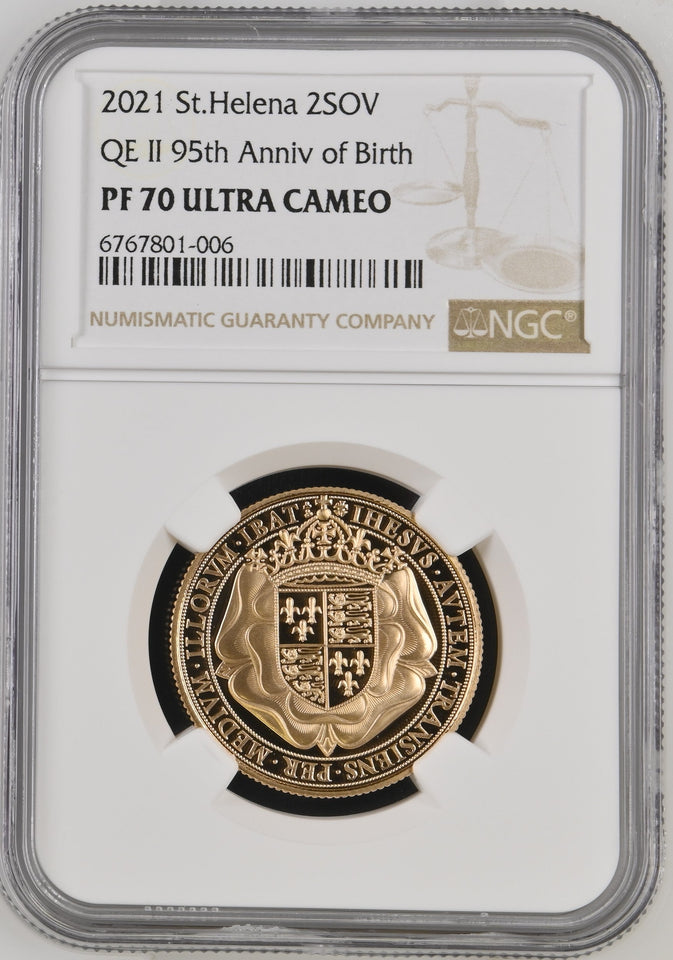 2021 St.Helena 2SOV
QE II 95th Anniv of Birth
PF 70 ULTRA CAMEO
6767801-006
NUMISMATIC GUARANTY COMPANY
NGC®
IHESVS · AVTEM · TRANSIENS · PER · MEDIVM · ILLORVM · IBAT